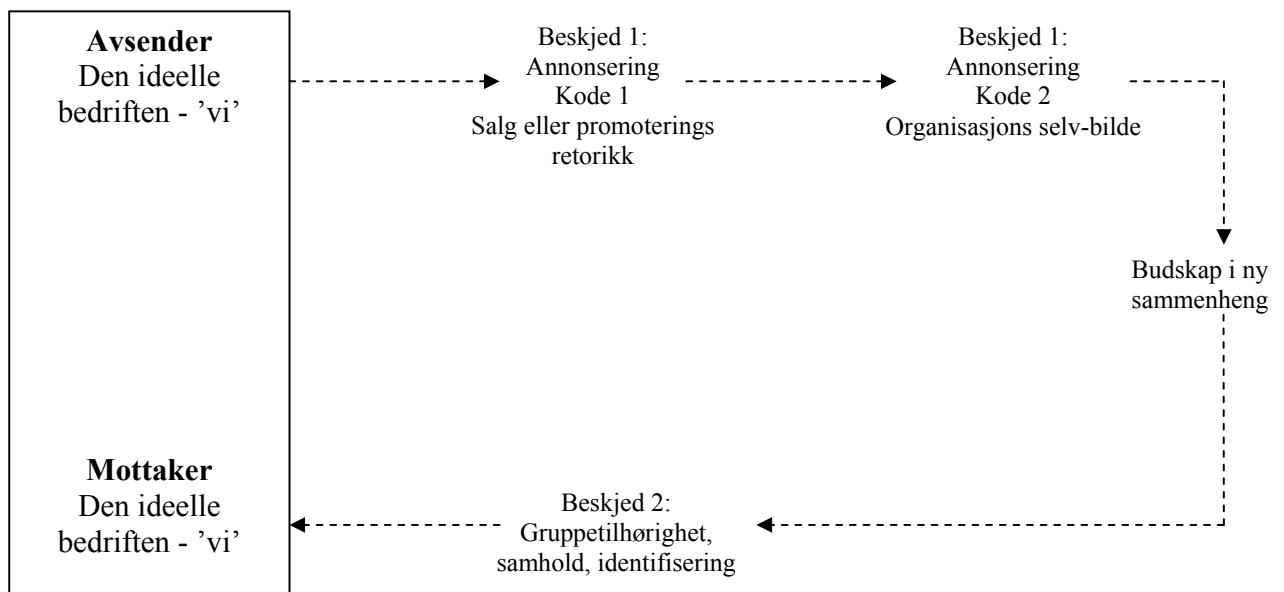 Avsender
Den ideelle
bedriften - ’vi’
Beskjed 1:
Annonsering
Kode 1
Salg eller promoterings
retorikk
Beskjed 1:
Annonsering
Kode 2
Organisasjons selv-bilde
Budskap i ny
sammenheng
Mottaker
Den ideelle
bedriften - ’vi’
Beskjed 2:
Gruppetilhørighet,
samhold, identifisering